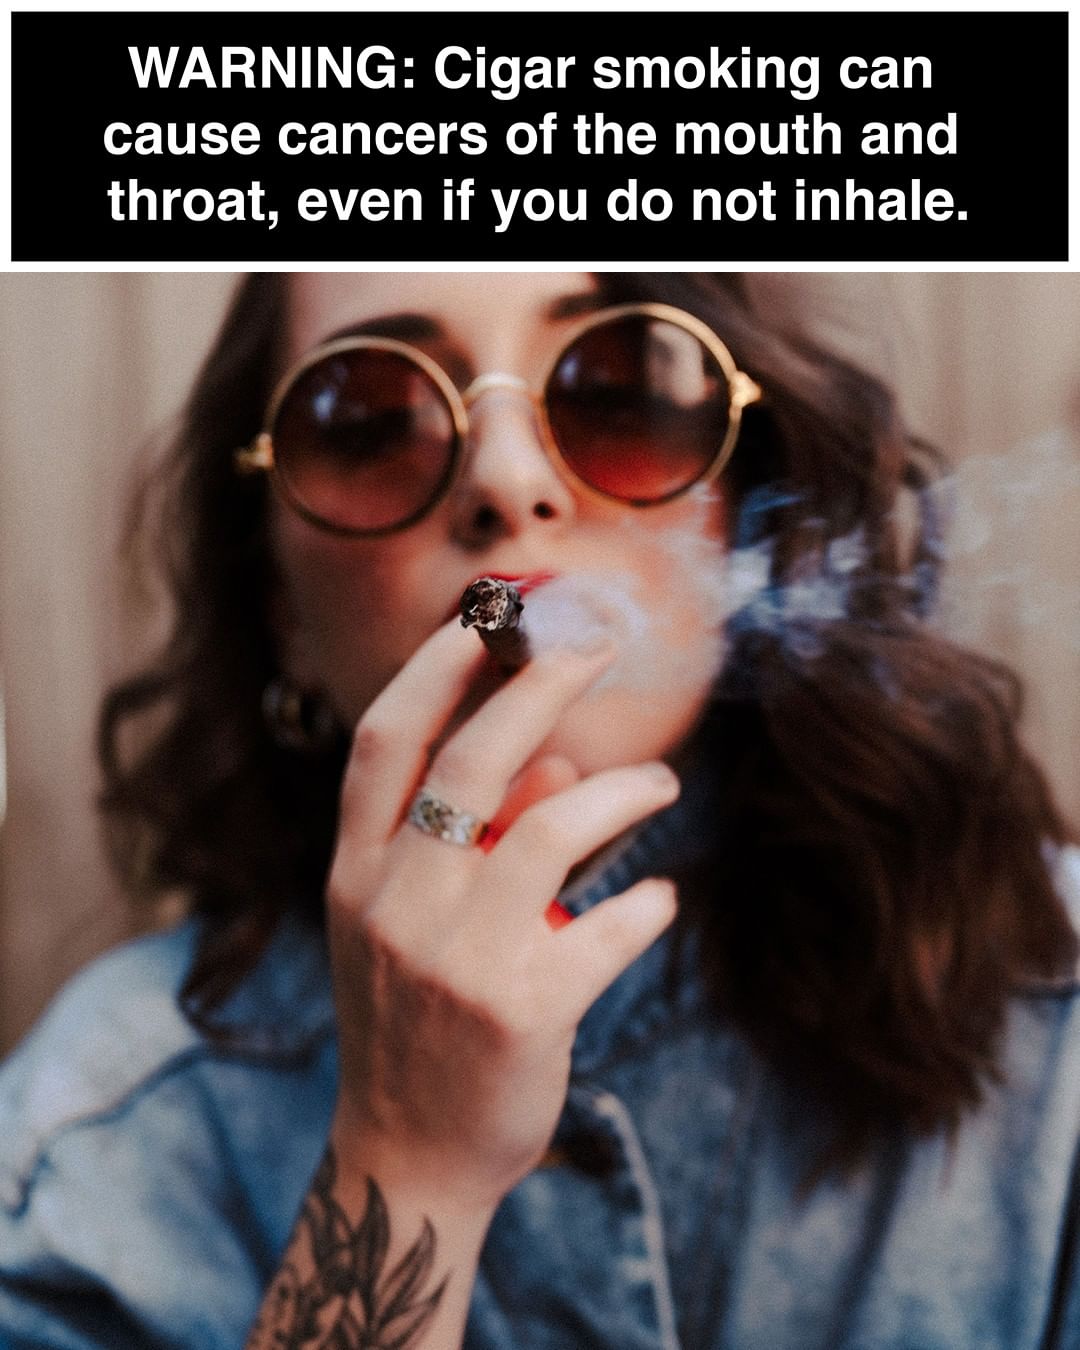 WARNING: Cigar smoking can
cause cancers of the mouth and
throat, even if you do not inhale.